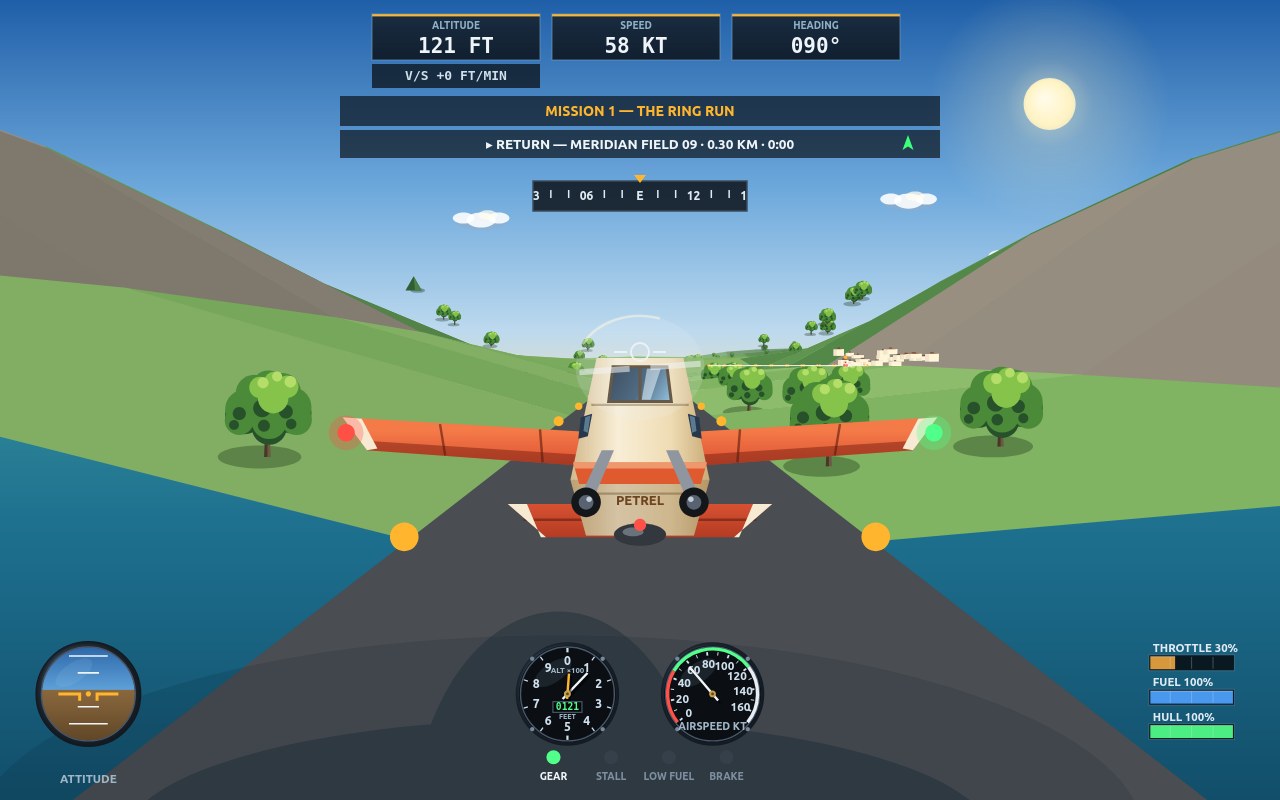 ALTITUDE
121 FT
V/S +0 FT/MIN
SPEED
58 KT
HEADING
090°
MISSION 1 — THE RING RUN
▸ RETURN — MERIDIAN FIELD 09 · 0.30 KM · 0:00
3 06 E 12 1
PETREL
ATTITUDE
0 1 2 3 4 5 6 7 8 9
ALT ×100
0121
FEET
0 20 40 60 80 100 120 140 160
AIRSPEED KT
GEAR STALL LOW FUEL BRAKE
THROTTLE 30%
FUEL 100%
HULL 100%